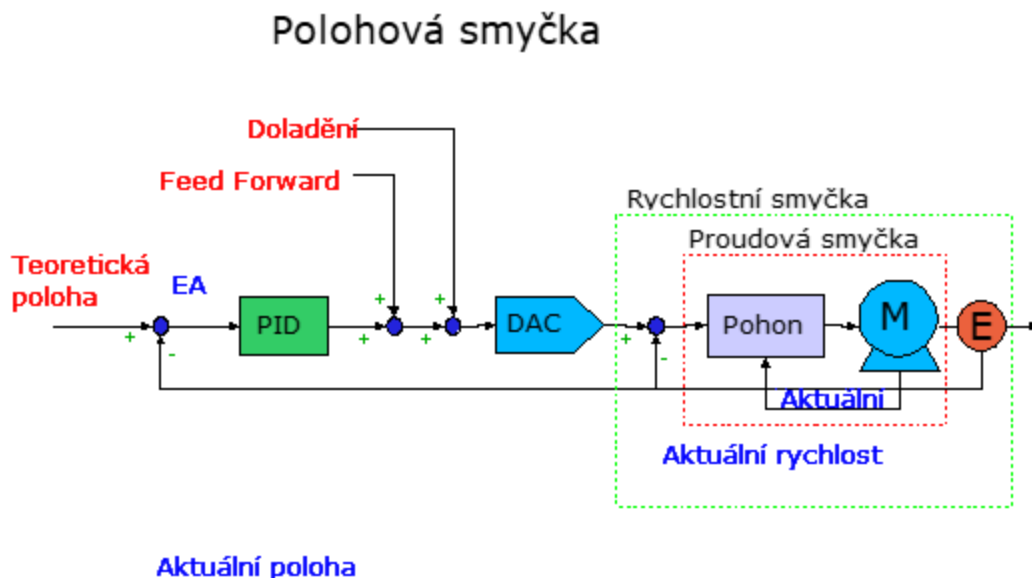 Polohová smyčka
Doladění
Feed Forward
Rychlostní smyčka
Proudová smyčka
Teoretická
poloha
EA
+
-
PID
+
+
+
+
DAC
+
-
Pohon
M
E
Aktuálni
Aktuální rychlost
Aktuální poloha